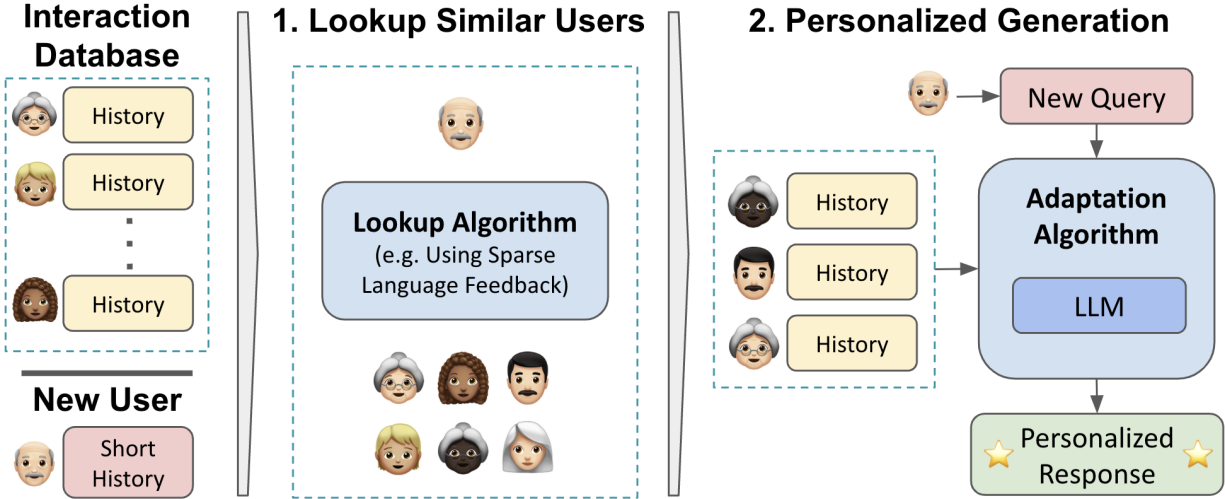 Interaction
Database
History
History
History
New User
Short
History
1. Lookup Similar Users
Lookup Algorithm
(e.g. Using Sparse
Language Feedback)
2. Personalized Generation
New Query
History
History
History
Adaptation
Algorithm
LLM
Personalized
Response